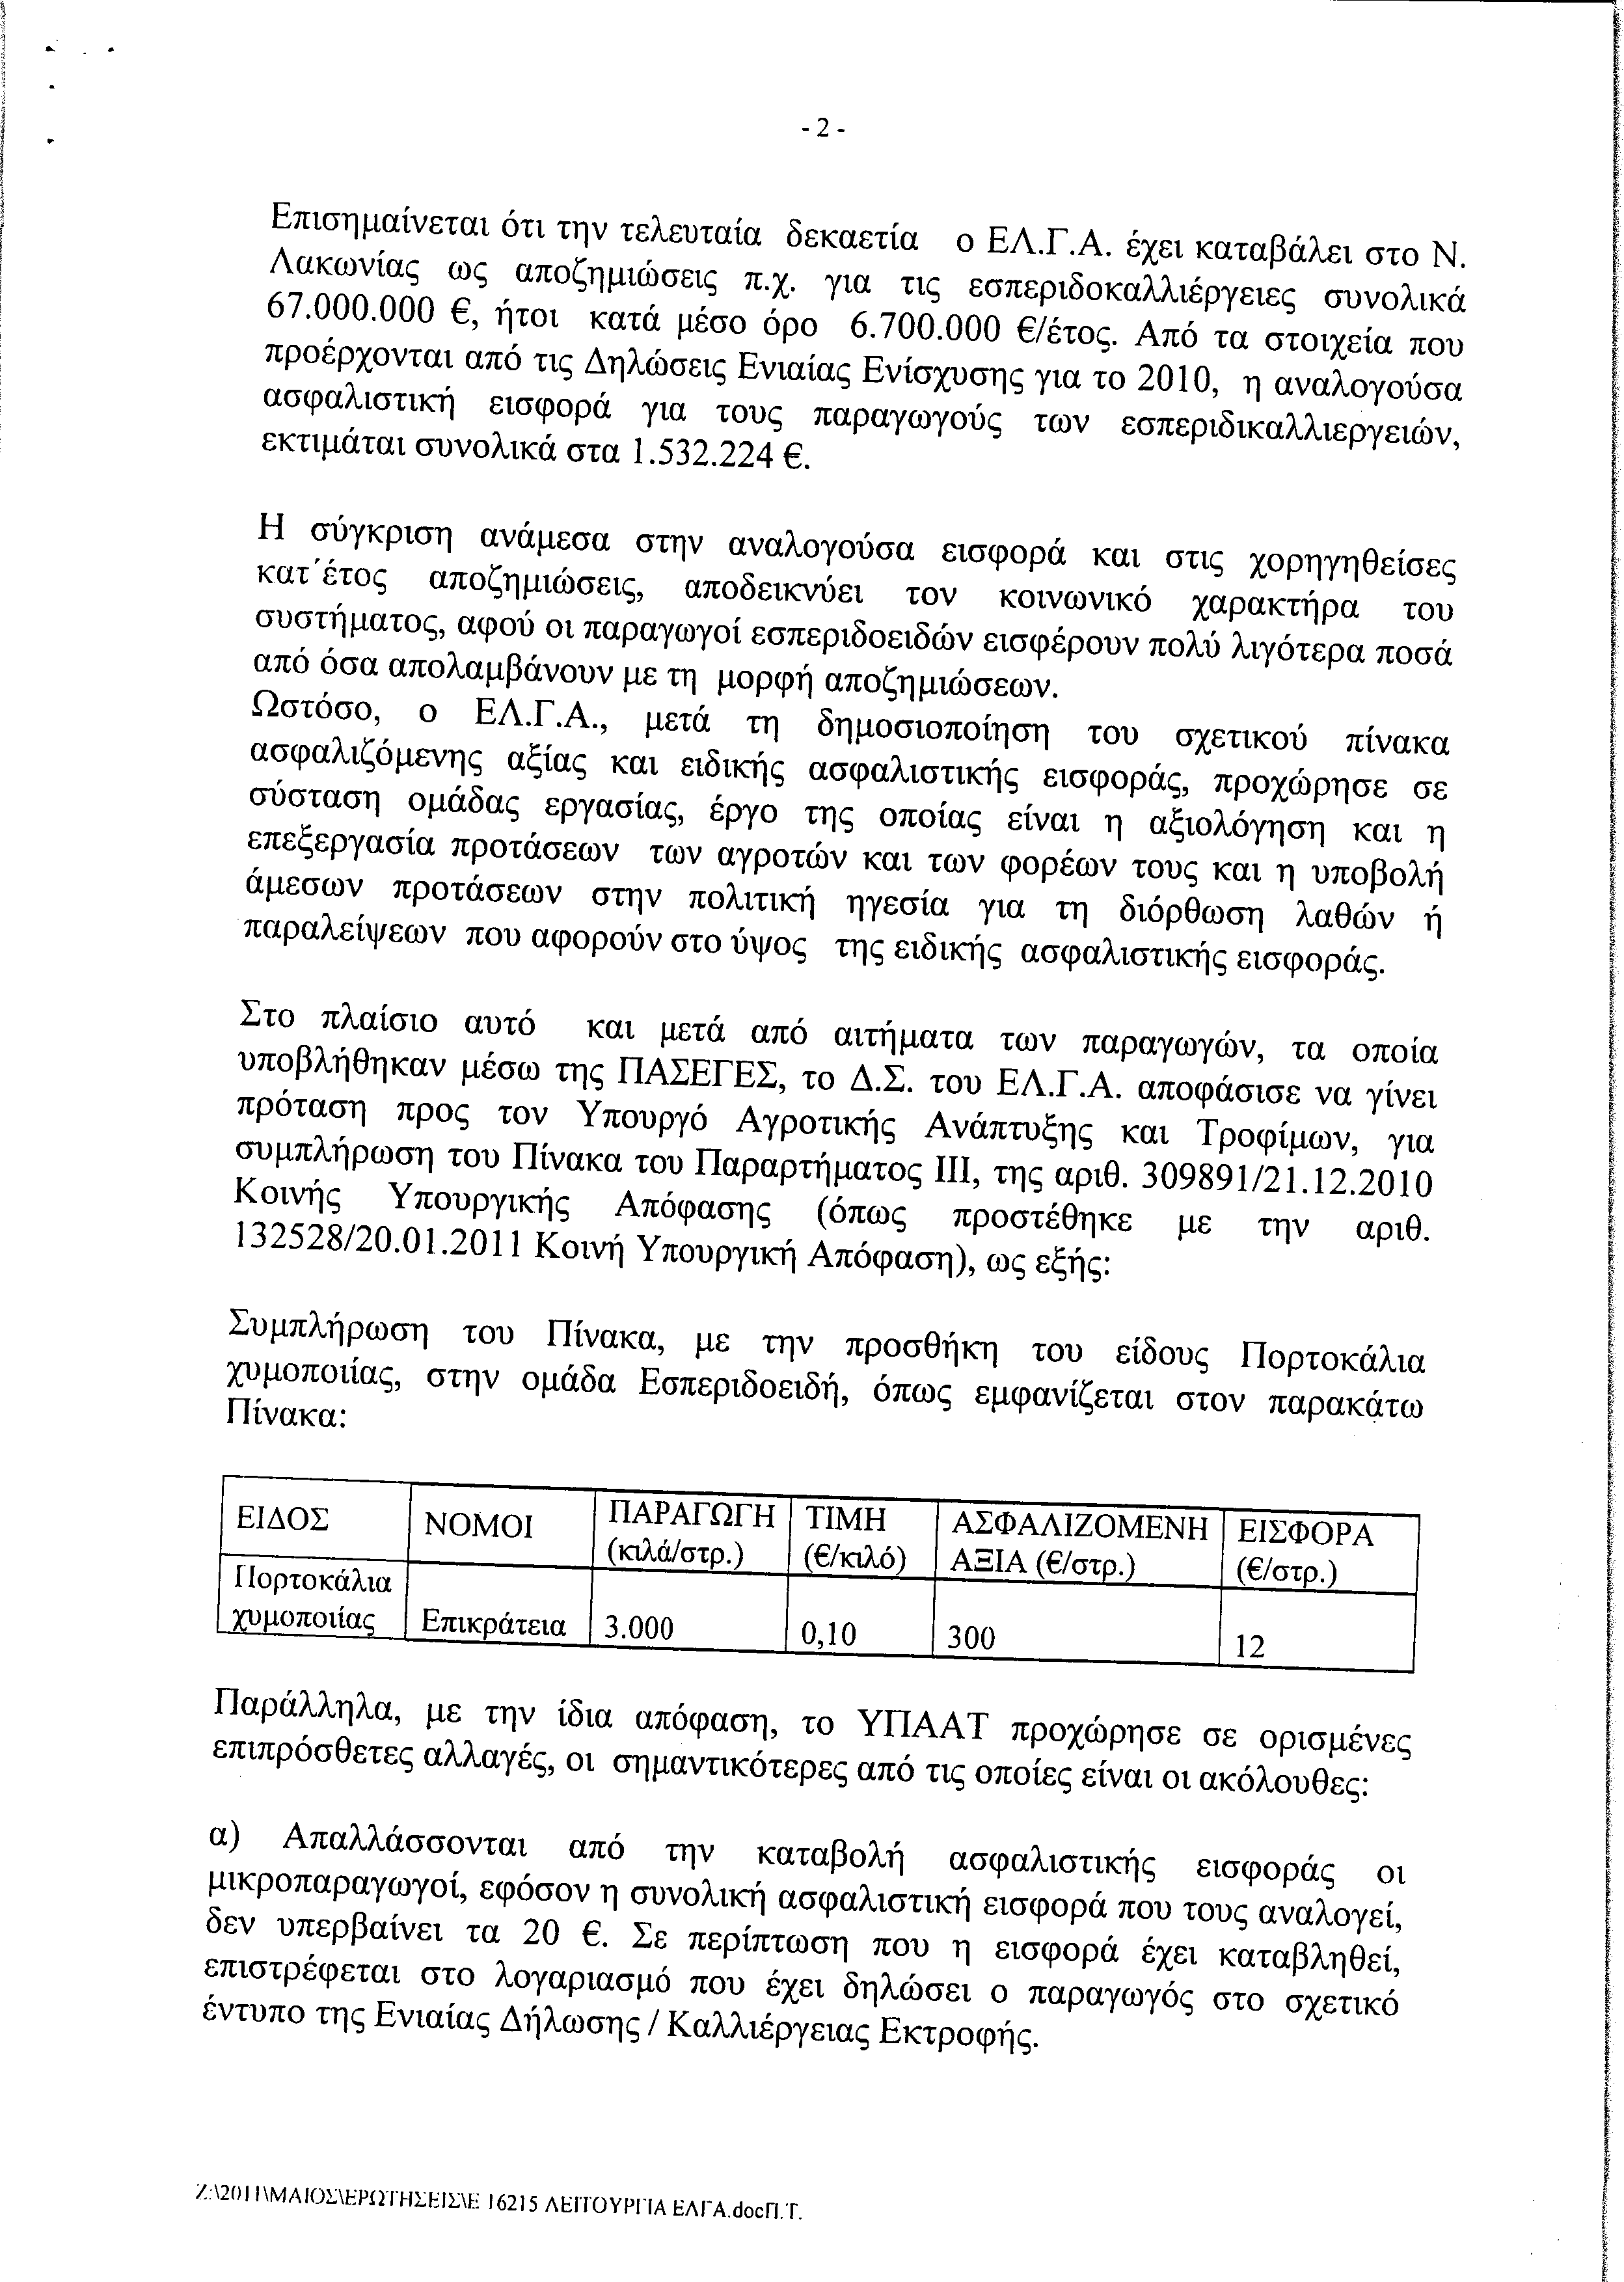 - 2 -
Επισημαίνεται ότι την τελευταία δεκαετία ο ΕΛ.Γ.Α. έχει καταβάλει στο Ν.
Λακωνίας ως αποζημιώσεις π.χ. για τις εσπεριδοκαλλιέργειες συνολικά
67.000.000 €, ήτοι κατά μέσο όρο 6.700.000 €/έτος. Από τα στοιχεία που
προέρχονται από τις Δηλώσεις Ενιαίας Ενίσχυσης για το 2010, η αναλογούσα
ασφαλιστική εισφορά για τους παραγωγούς των εσπεριδικαλλιεργειών,
εκτιμάται συνολικά στα 1.532.224 €.
Η σύγκριση ανάμεσα στην αναλογούσα εισφορά και στις χορηγηθείσες
κατ΄έτος αποζημιώσεις, αποδεικνύει τον κοινωνικό χαρακτήρα του
συστήματος, αφού οι παραγωγοί εσπεριδοειδών εισφέρουν πολύ λιγότερα ποσά
από όσα απολαμβάνουν με τη μορφή αποζημιώσεων.
Ωστόσο, ο ΕΛ.Γ.Α., μετά τη δημοσιοποίηση του σχετικού πίνακα
ασφαλιζόμενης αξίας και ειδικής ασφαλιστικής εισφοράς, προχώρησε σε
σύσταση ομάδας εργασίας, έργο της οποίας είναι η αξιολόγηση και η
επεξεργασία προτάσεων των αγροτών και των φορέων τους και η υποβολή
άμεσων προτάσεων στην πολιτική ηγεσία για τη διόρθωση λαθών ή
παραλείψεων που αφορούν στο ύψος της ειδικής ασφαλιστικής εισφοράς.
Στο πλαίσιο αυτό και μετά από αιτήματα των παραγωγών, τα οποία
υποβλήθηκαν μέσω της ΠΑΣΕΓΕΣ, το Δ.Σ. του ΕΛ.Γ.Α. αποφάσισε να γίνει
πρόταση προς τον Υπουργό Αγροτικής Ανάπτυξης και Τροφίμων, για
συμπλήρωση του Πίνακα του Παραρτήματος ΙΙΙ, της αριθ. 309891/21.12.2010
Κοινής Υπουργικής Απόφασης (όπως προστέθηκε με την αριθ.
132528/20.01.2011 Κοινή Υπουργική Απόφαση), ως εξής:
Συμπλήρωση του Πίνακα, με την προσθήκη του είδους Πορτοκάλια
χυμοποιίας, στην ομάδα Εσπεριδοειδή, όπως εμφανίζεται στον παρακάτω
Πίνακα:
ΕΙΔΟΣ ΝΟΜΟΙ ΠΑΡΑΓΩΓΗ (κιλά/στρ.) ΤΙΜΗ (€/κιλό) ΑΣΦΑΛΙΖΟΜΕΝΗ ΑΞΙΑ (€/στρ.) ΕΙΣΦΟΡΑ (€/στρ.)
Πορτοκάλια χυμοποιίας Επικράτεια 3.000 0,10 300 12
Παράλληλα, με την ίδια απόφαση, το ΥΠΑΑΤ προχώρησε σε ορισμένες
επιπρόσθετες αλλαγές, οι σημαντικότερες από τις οποίες είναι οι ακόλουθες:
α) Απαλλάσσονται από την καταβολή ασφαλιστικής εισφοράς οι
μικροπαραγωγοί, εφόσον η συνολική ασφαλιστική εισφορά που τους αναλογεί,
δεν υπερβαίνει τα 20 €. Σε περίπτωση που η εισφορά έχει καταβληθεί,
επιστρέφεται στο λογαριασμό που έχει δηλώσει ο παραγωγός στο σχετικό
έντυπο της Ενιαίας Δήλωσης / Καλλιέργειας Εκτροφής.
Ζ:\2011\ΜΑΙΟΣ\ΕΡΩΤΗΣΕΙΣ\Ε 16215 ΛΕΙΤΟΥΡΓΙΑ ΕΛΓΑ.docΠ.Τ.